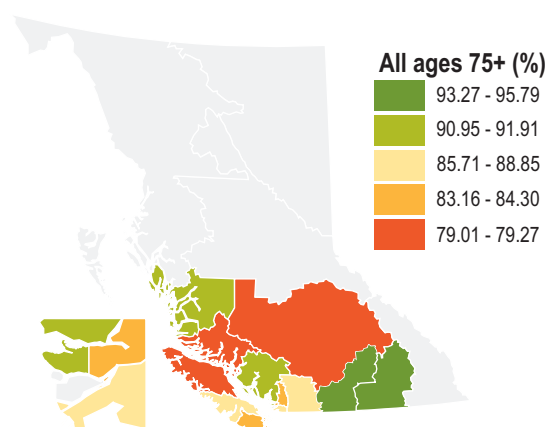 All ages 75+ (%)
93.27 - 95.79
90.95 - 91.91
85.71 - 88.85
83.16 - 84.30
79.01 - 79.27